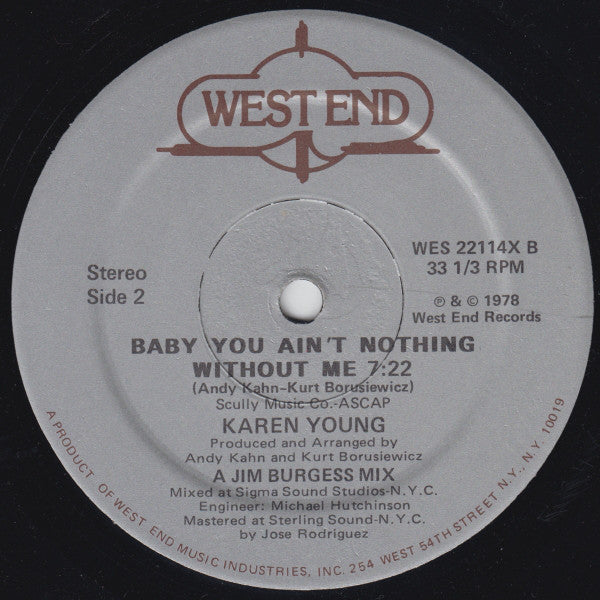 WEST END
Stereo
Side 2
WES 22114X B
33 1/3 RPM
℗ & © 1978
West End Records
BABY YOU AIN'T NOTHING
WITHOUT ME 7:22
(Andy Kahn-Kurt Borusiewicz)
Scully Music Co.-ASCAP
KAREN YOUNG
Produced and Arranged by
Andy Kahn and Kurt Borusiewicz
A JIM BURGESS MIX
Mixed at Sigma Sound Studios-N.Y.C.
Engineer: Michael Hutchinson
Mastered at Sterling Sound-N.Y.C.
by Jose Rodriguez
A PRODUCT OF WEST END MUSIC INDUSTRIES, INC. 254 WEST 54TH STREET N.Y., N.Y. 10019